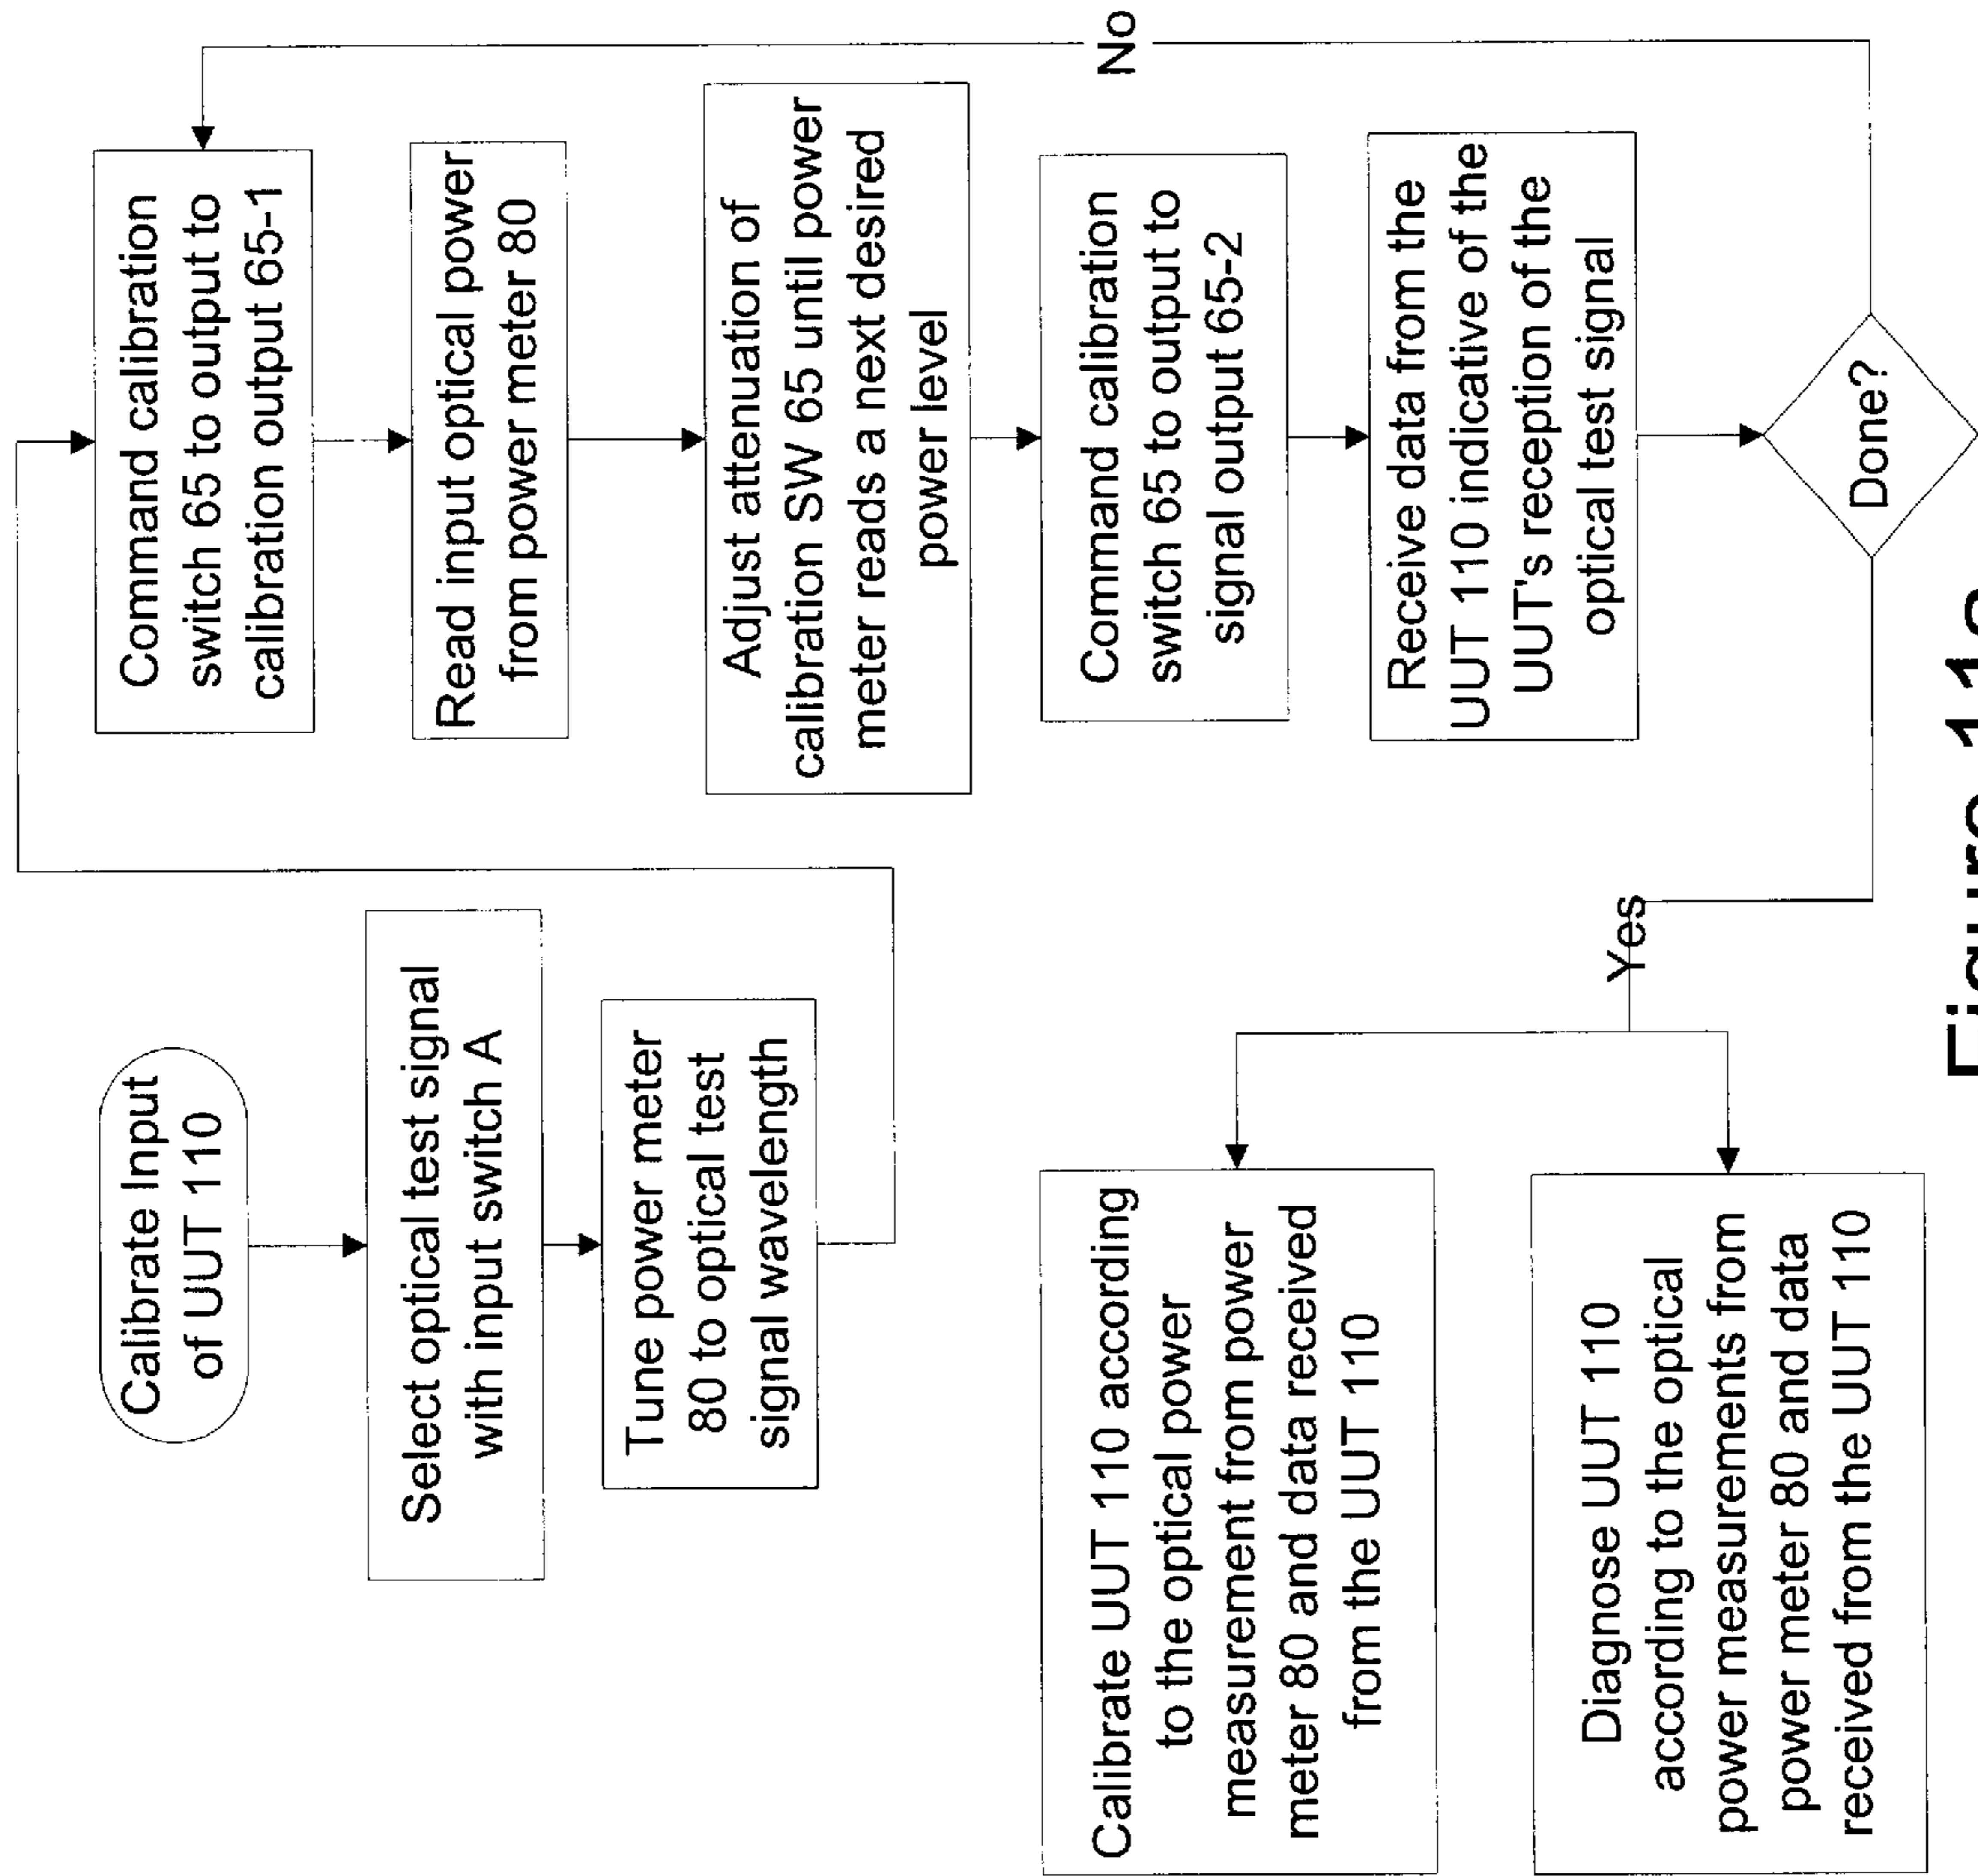 Calibrate Input
of UUT 110
Select optical test signal
with input switch A
Tune power meter
80 to optical test
signal wavelength
Command calibration
switch 65 to output to
calibration output 65-1
Read input optical power
from power meter 80
Adjust attenuation of
calibration SW 65 until power
meter reads a next desired
power level
Command calibration
switch 65 to output to
signal output 65-2
Receive data from the
UUT 110 indicative of the
UUT's reception of the
optical test signal
Done?
No
Yes
Calibrate UUT 110 according
to the optical power
measurement from power
meter 80 and data received
from the UUT 110
Diagnose UUT 110
according to the optical
power measurements from
power meter 80 and data
received from the UUT 110
Figure